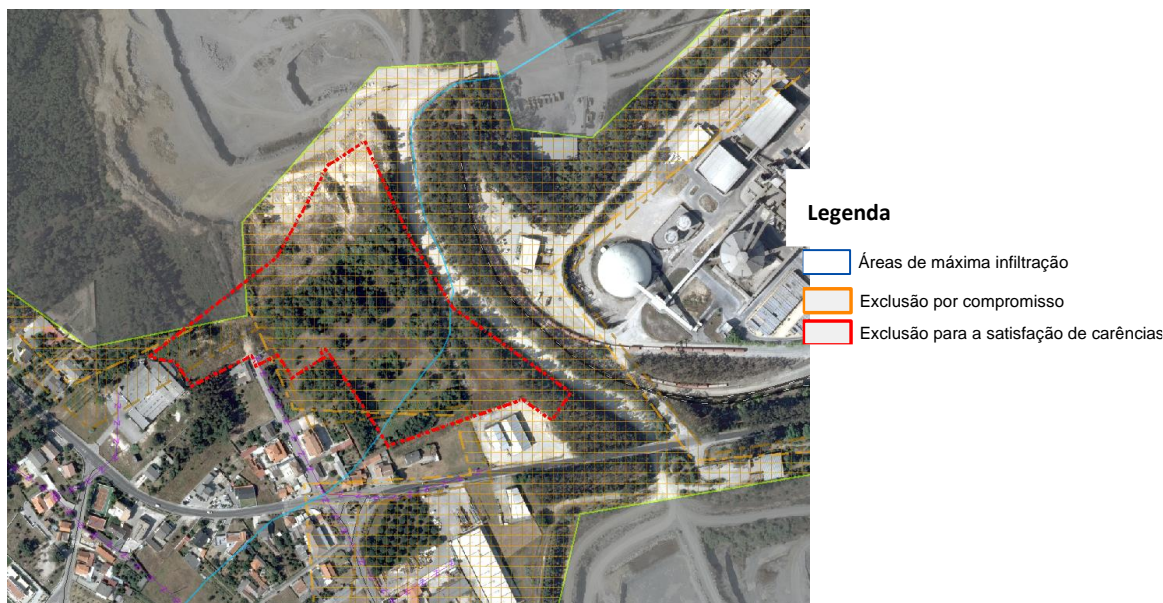 Legenda
Áreas de máxima infiltração
Exclusão por compromisso
Exclusão para a satisfação de carências